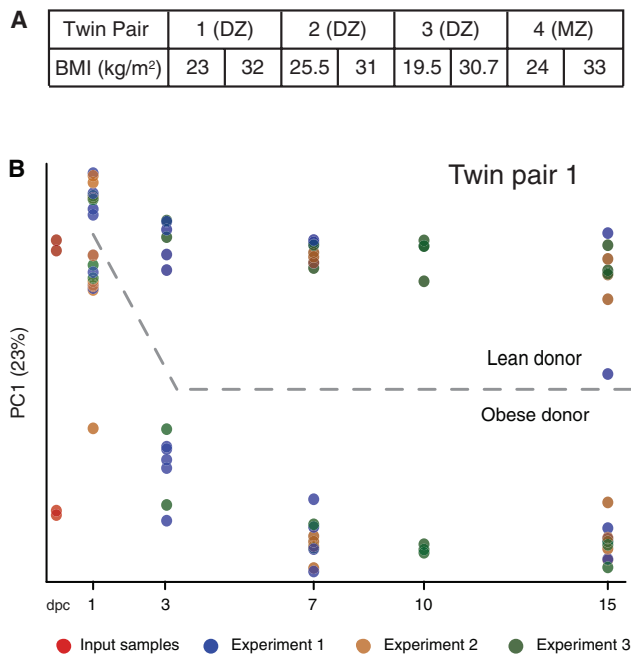 A
Twin Pair 1 (DZ) 2 (DZ) 3 (DZ) 4 (MZ)
BMI (kg/m²) 23 32 25.5 31 19.5 30.7 24 33
B
Twin pair 1
PC1 (23%)
Lean donor
Obese donor
dpc 1 3 7 10 15
Input samples Experiment 1 Experiment 2 Experiment 3